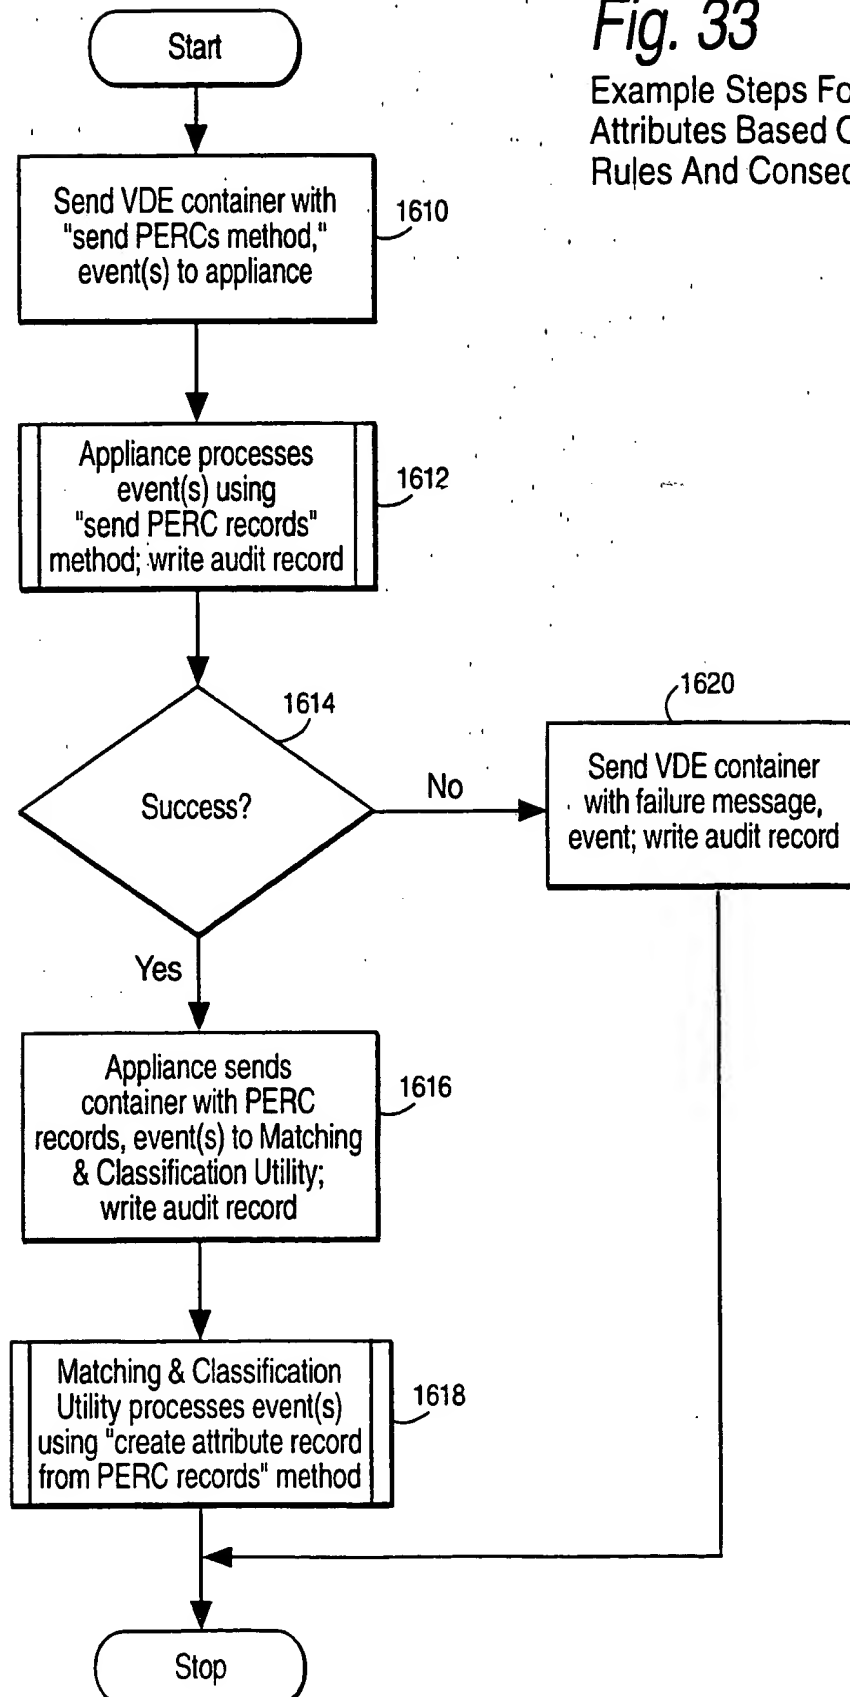 Fig. 33
Example Steps Fo
Attributes Based O
Rules And Conseq
Start
Send VDE container with
"send PERCs method,"
event(s) to appliance
1610
Appliance processes
event(s) using
"send PERC records"
method; write audit record
1612
1614
Success?
No
1620
Send VDE container
with failure message,
event; write audit record
Yes
Appliance sends
container with PERC
records, event(s) to Matching
& Classification Utility;
write audit record
1616
Matching & Classification
Utility processes event(s)
using "create attribute record
from PERC records" method
1618
Stop